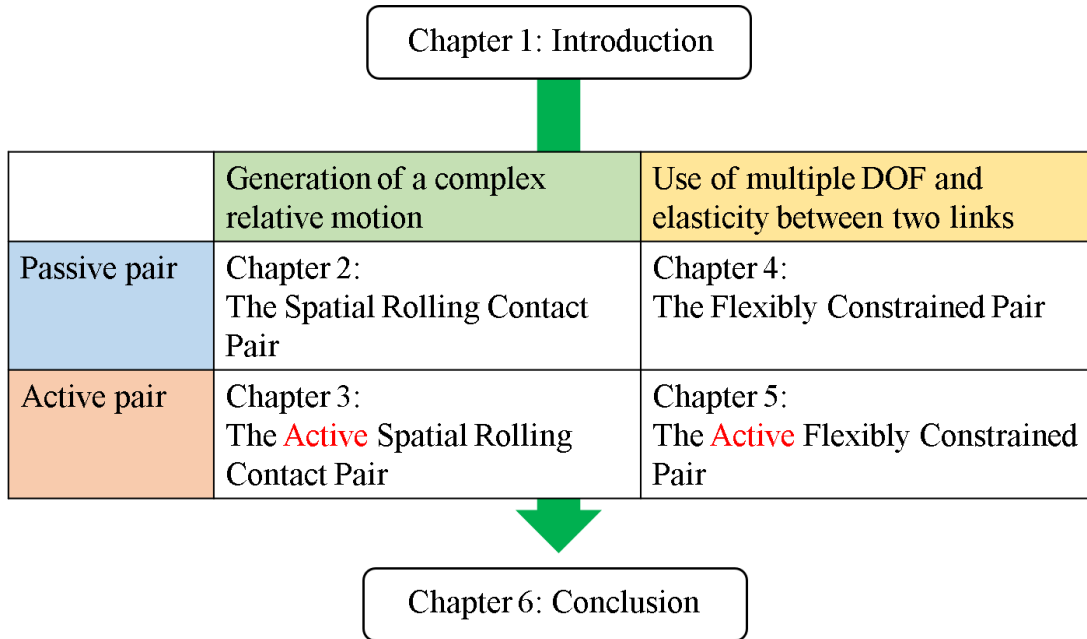 Chapter 1: Introduction
Generation of a complex
relative motion
Use of multiple DOF and
elasticity between two links
Passive pair
Chapter 2:
The Spatial Rolling Contact
Pair
Chapter 4:
The Flexibly Constrained Pair
Active pair
Chapter 3:
The Active Spatial Rolling
Contact Pair
Chapter 5:
The Active Flexibly Constrained
Pair
Chapter 6: Conclusion